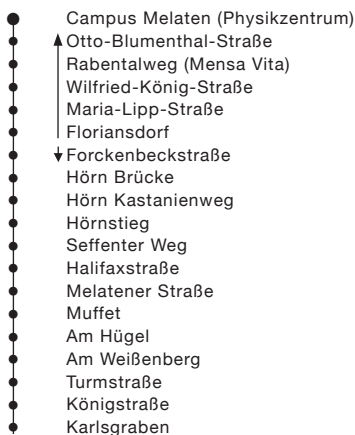 Campus Melaten (Physikzentrum)
Otto-Blumenthal-Straße
Rabentalweg (Mensa Vita)
Wilfried-König-Straße
Maria-Lipp-Straße
Floriansdorf
Forckenbeckstraße
Hörn Brücke
Hörn Kastanienweg
Hörnstieg
Seffenter Weg
Halifaxstraße
Melatener Straße
Muffet
Am Hügel
Am Weißenberg
Turmstraße
Königstraße
Karlsgraben